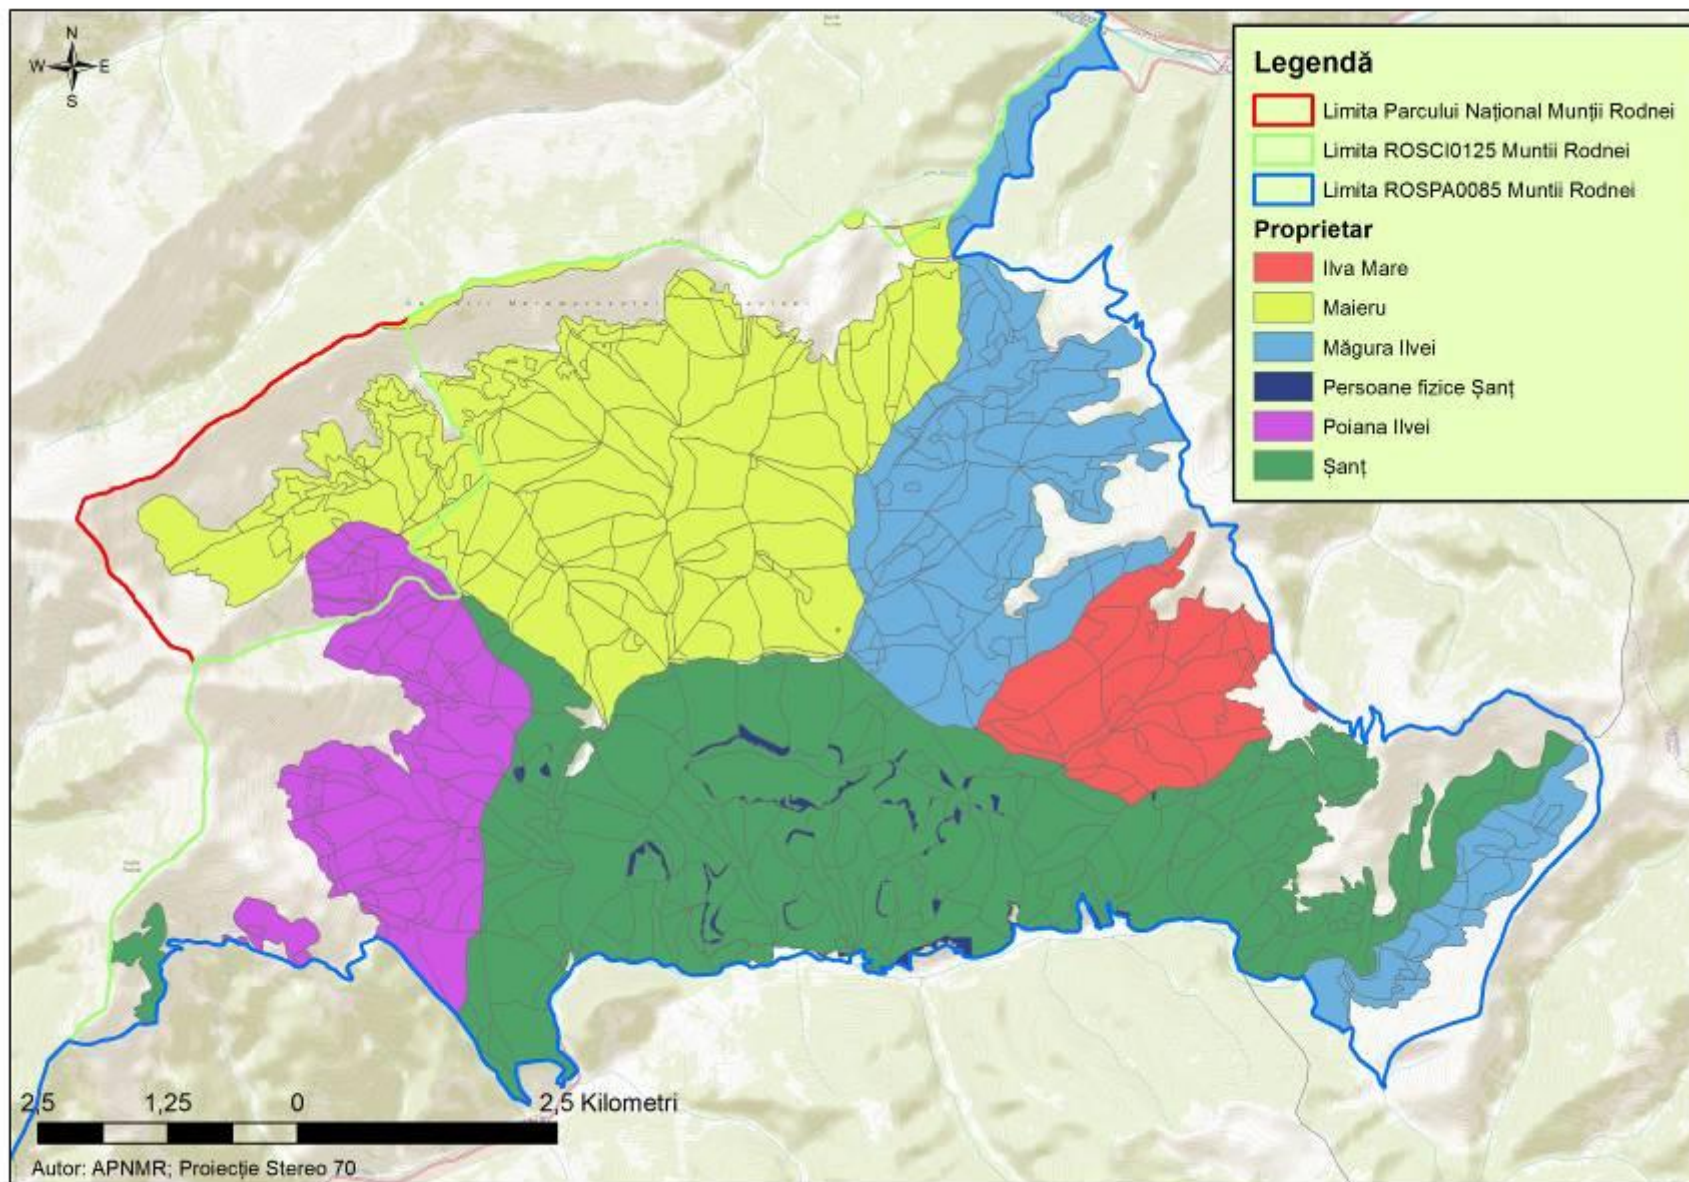 N
W E
S
Legendă
Limita Parcului Național Munții Rodnei
Limita ROSCI0125 Muntii Rodnei
Limita ROSPA0085 Muntii Rodnei
Proprietar
Ilva Mare
Maieru
Măgura Ilvei
Persoane fizice Șanț
Poiana Ilvei
Șanț
2,5 1,25 0 2,5 Kilometri
Autor: APNMR; Proiecție Stereo 70